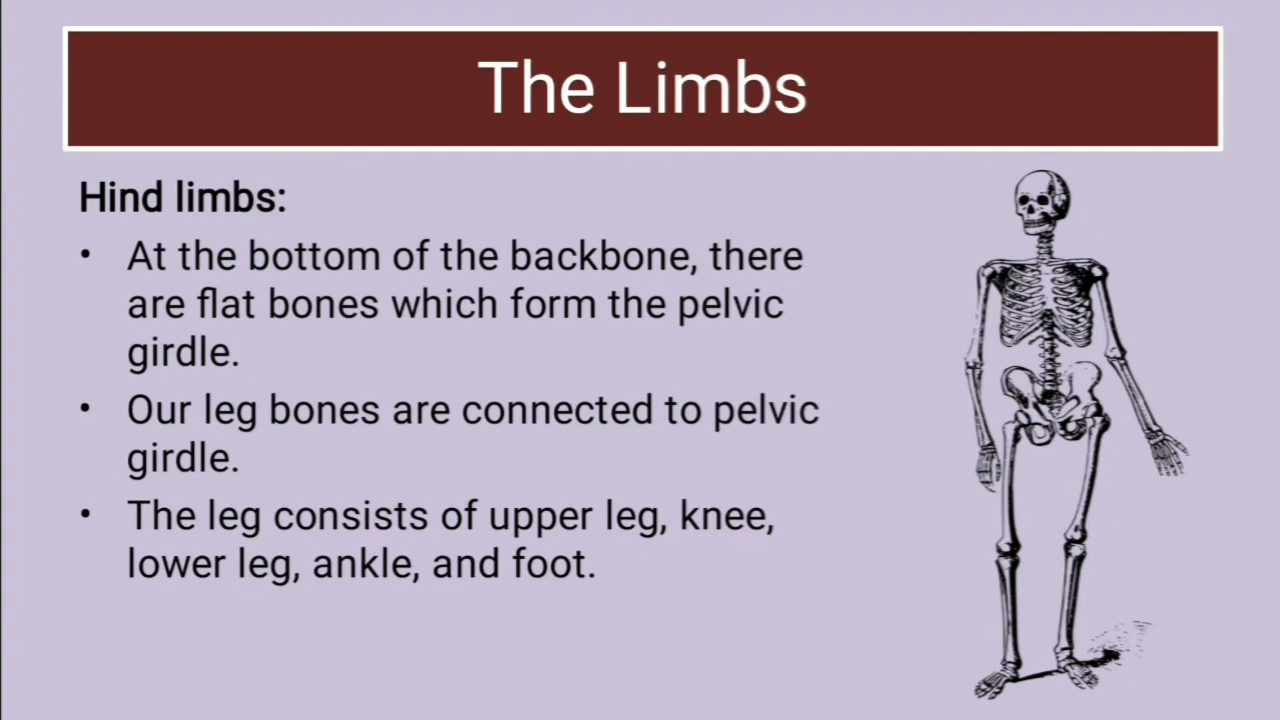 The Limbs
Hind limbs:
• At the bottom of the backbone, there
are flat bones which form the pelvic
girdle.
• Our leg bones are connected to pelvic
girdle.
• The leg consists of upper leg, knee,
lower leg, ankle, and foot.